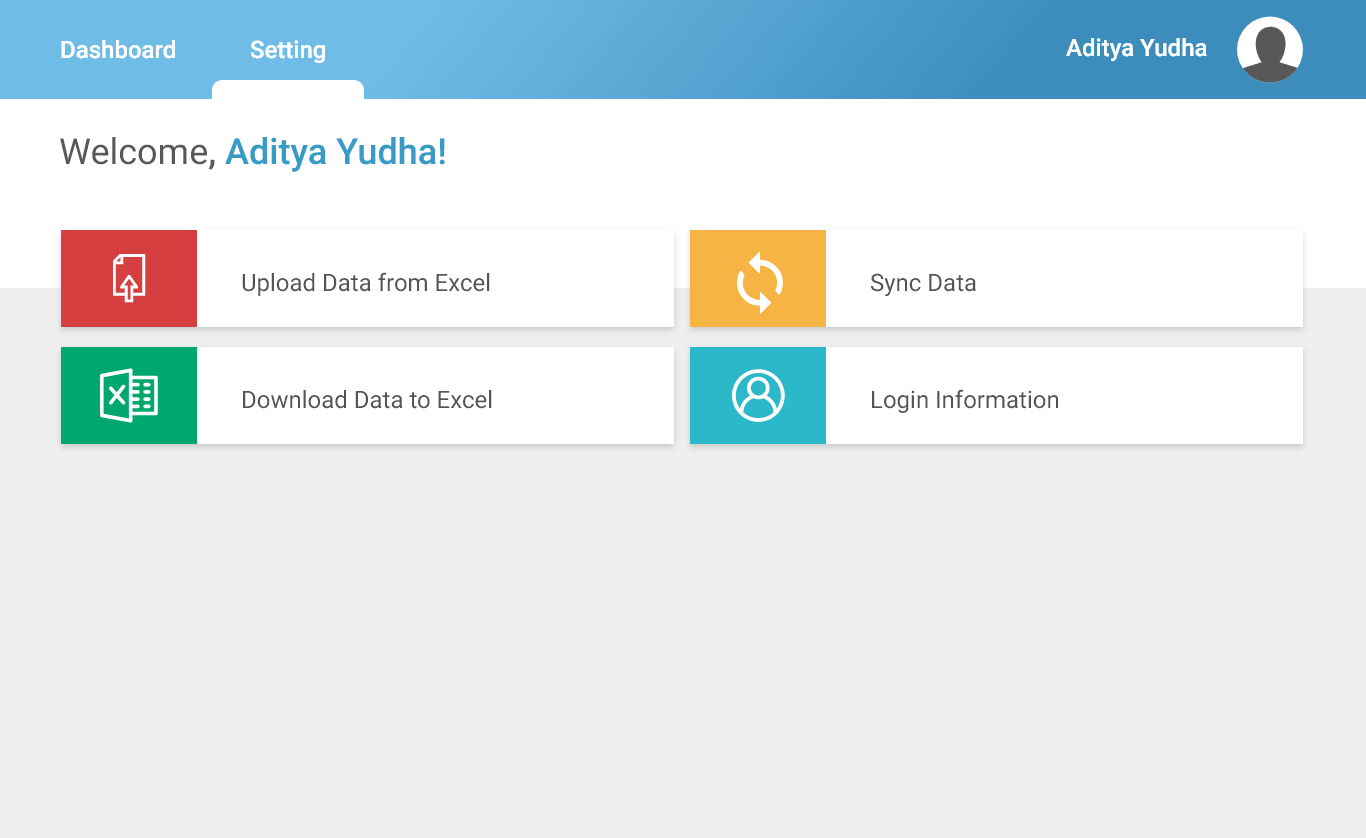 Dashboard Setting Aditya Yudha
Welcome, Aditya Yudha!
Upload Data from Excel
Sync Data
Download Data to Excel
Login Information